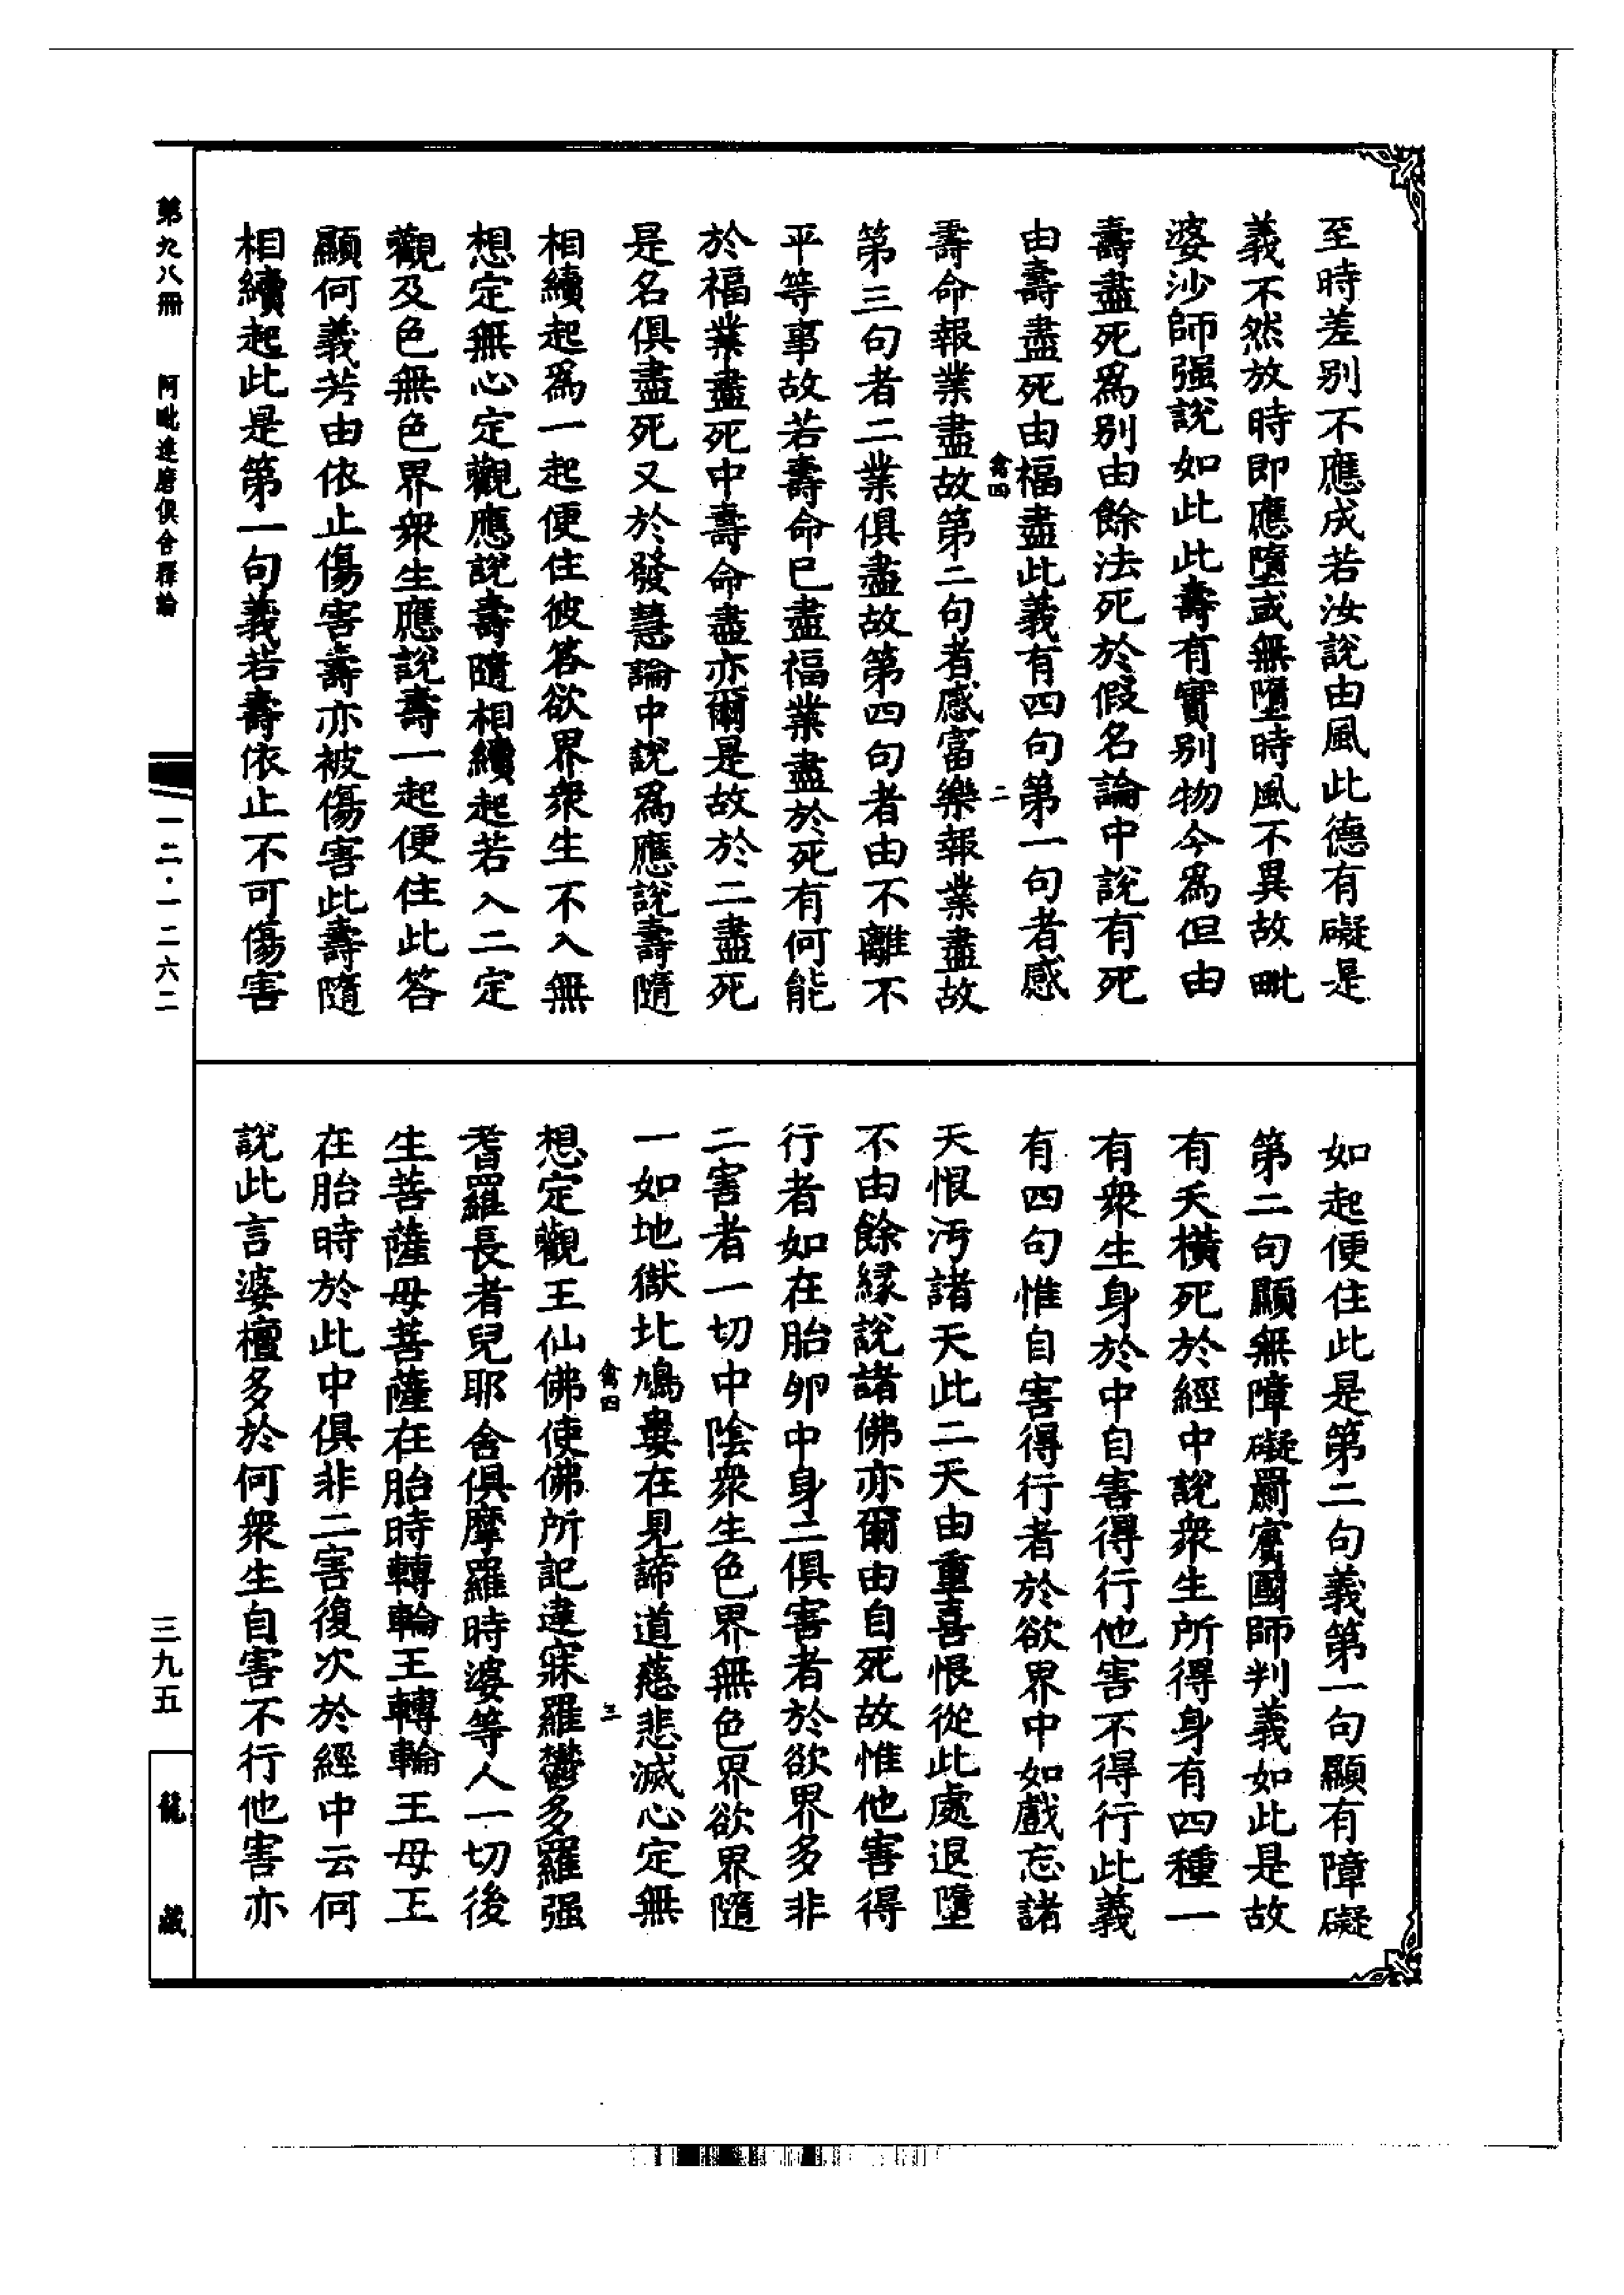 至時差别不應成若汝說由風此德有礙是
義不然放時即應墮或無墮時風不異故毗
婆沙師强說如此此壽有實别物今爲但由
壽盡死爲别由餘法死於假名論中說有死
由壽盡死由福盡此義有四句第一句者感
禽四
二
壽命報業盡故第二句者感富樂報業盡故
第三句者二業俱盡故第四句者由不離不
平等事故若壽命已盡福業盡於死有何能
於福業盡死中壽命盡亦爾是故於二盡死
是名俱盡死又於發慧論中說爲應說壽隨
相續起爲一起便住彼答欲界衆生不入無
想定無心定觀應說壽隨相續起若入二定
觀及色無色界衆生應說壽一起便住此答
顯何義若由依止傷害壽亦被傷害此壽隨
相續起此是第一句義若壽依止不可傷害
如起便住此是第二句義第一句顯有障礙
第二句顯無障礙罽賓國師判義如此是故
有夭橫死於經中說衆生所得身有四種一
有衆生身於中自害得行他害不得行此義
有四句惟自害得行者於欲界中如戲忘諸
天恨汚諸天此二天由重喜恨從此處退墮
不由餘縁說諸佛亦爾由自死故惟他害得
行者如在胎卵中身二俱害者於欲界多非
二害者一切中陰衆生色界無色界欲界隨
一如地獄北鳩婁在見諦道慈悲滅心定無
禽四
三
想定觀王仙佛使佛所記達寐羅鬱多羅强
耆羅長者兒耶舍俱摩羅時婆等人一切後
生菩薩母菩薩在胎時轉輪王轉輪王母王
在胎時於此中俱非二害復次於經中云何
說此言婆檀多於何衆生自害不行他害亦
第九八冊　阿毗達磨俱舍釋論
一二·一二六二
三九五
龍藏